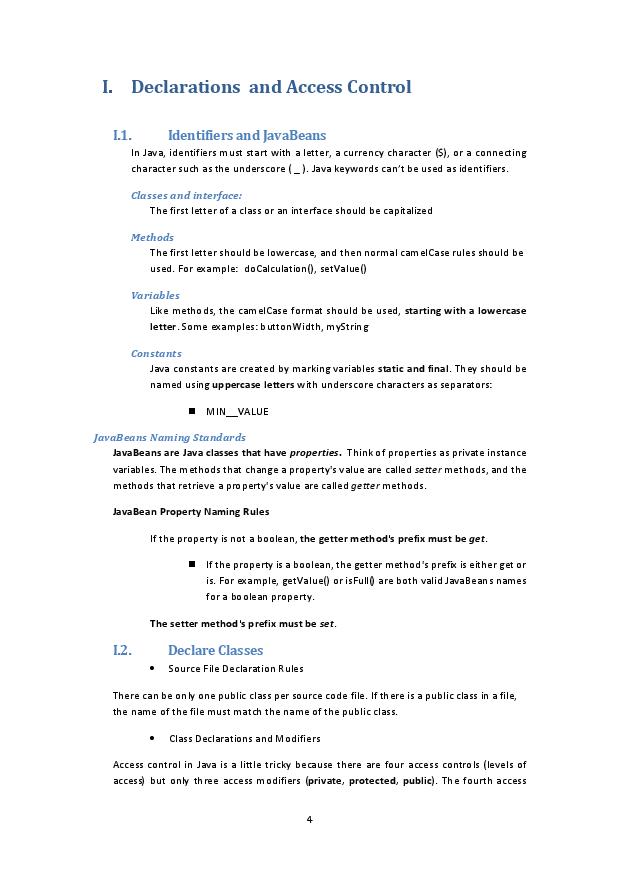 I. Declarations and Access Control
I.1. Identifiers and JavaBeans
In Java, identifiers must start with a letter, a currency character ($), or a connecting
character such as the underscore ( _ ). Java keywords can't be used as identifiers.
Classes and interface:
The first letter of a class or an interface should be capitalized
Methods
The first letter should be lowercase, and then normal camelCase rules should be
used. For example: doCalculation(), setValue()
Variables
Like methods, the camelCase format should be used, starting with a lowercase
letter. Some examples: buttonWidth, myString
Constants
Java constants are created by marking variables static and final. They should be
named using uppercase letters with underscore characters as separators:
■ MIN__VALUE
JavaBeans Naming Standards
JavaBeans are Java classes that have properties. Think of properties as private instance
variables. The methods that change a property's value are called setter methods, and the
methods that retrieve a property's value are called getter methods.
JavaBean Property Naming Rules
If the property is not a boolean, the getter method's prefix must be get.
■ If the property is a boolean, the getter method's prefix is either get or
is. For example, getValue() or isFull() are both valid JavaBeans names
for a boolean property.
The setter method's prefix must be set.
I.2. Declare Classes
• Source File Declaration Rules
There can be only one public class per source code file. If there is a public class in a file,
the name of the file must match the name of the public class.
• Class Declarations and Modifiers
Access control in Java is a little tricky because there are four access controls (levels of
access) but only three access modifiers (private, protected, public). The fourth access
4